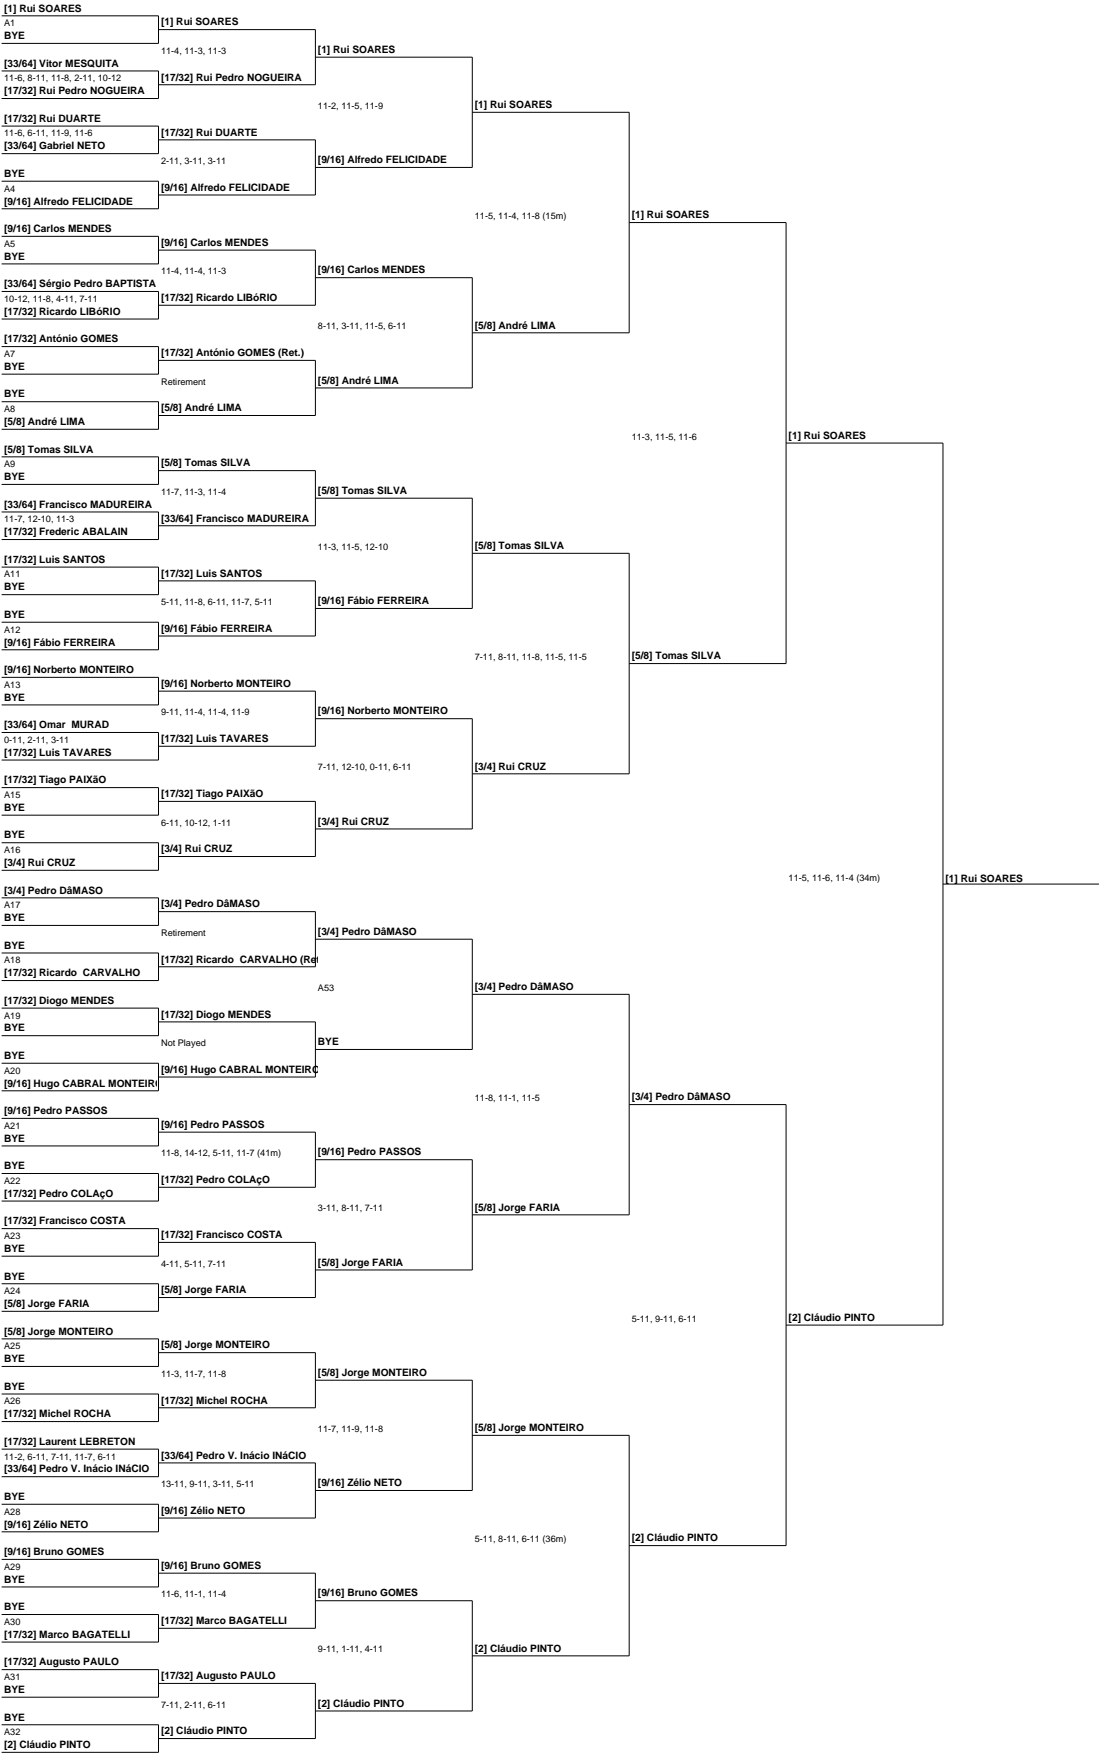 [1] Rui SOARES
A1
BYE
[33/64] Vitor MESQUITA
11-6, 8-11, 11-8, 2-11, 10-12
[17/32] Rui Pedro NOGUEIRA
[17/32] Rui DUARTE
11-6, 6-11, 11-9, 11-6
[33/64] Gabriel NETO
BYE
A4
[9/16] Alfredo FELICIDADE
[9/16] Carlos MENDES
A5
BYE
[33/64] Sérgio Pedro BAPTISTA
10-12, 11-8, 4-11, 7-11
[17/32] Ricardo LIBóRIO
[17/32] António GOMES
A7
BYE
BYE
A8
[5/8] André LIMA
[5/8] Tomas SILVA
A9
BYE
[33/64] Francisco MADUREIRA
11-7, 12-10, 11-3
[17/32] Frederic ABALAIN
[17/32] Luis SANTOS
A11
BYE
BYE
A12
[9/16] Fábio FERREIRA
[9/16] Norberto MONTEIRO
A13
BYE
[33/64] Omar  MURAD
0-11, 2-11, 3-11
[17/32] Luis TAVARES
[17/32] Tiago PAIXãO
A15
BYE
BYE
A16
[3/4] Rui CRUZ
[3/4] Pedro DâMASO
A17
BYE
BYE
A18
[17/32] Ricardo  CARVALHO
[17/32] Diogo MENDES
A19
BYE
BYE
A20
[9/16] Hugo CABRAL MONTEIR
[9/16] Pedro PASSOS
A21
BYE
BYE
A22
[17/32] Pedro COLAçO
[17/32] Francisco COSTA
A23
BYE
BYE
A24
[5/8] Jorge FARIA
[5/8] Jorge MONTEIRO
A25
BYE
BYE
A26
[17/32] Michel ROCHA
[17/32] Laurent LEBRETON
11-2, 6-11, 7-11, 11-7, 6-11
[33/64] Pedro V. Inácio INáCIO
BYE
A28
[9/16] Zélio NETO
[9/16] Bruno GOMES
A29
BYE
BYE
A30
[17/32] Marco BAGATELLI
[17/32] Augusto PAULO
A31
BYE
BYE
A32
[2] Cláudio PINTO
[1] Rui SOARES
11-4, 11-3, 11-3
[17/32] Rui Pedro NOGUEIRA
[17/32] Rui DUARTE
2-11, 3-11, 3-11
[9/16] Alfredo FELICIDADE
[9/16] Carlos MENDES
11-4, 11-4, 11-3
[17/32] Ricardo LIBóRIO
[17/32] António GOMES (Ret.)
Retirement
[5/8] André LIMA
[5/8] Tomas SILVA
11-7, 11-3, 11-4
[33/64] Francisco MADUREIRA
[17/32] Luis SANTOS
5-11, 11-8, 6-11, 11-7, 5-11
[9/16] Fábio FERREIRA
[9/16] Norberto MONTEIRO
9-11, 11-4, 11-4, 11-9
[17/32] Luis TAVARES
[17/32] Tiago PAIXãO
6-11, 10-12, 1-11
[3/4] Rui CRUZ
[3/4] Pedro DâMASO
Retirement
[17/32] Ricardo  CARVALHO (Ret
[17/32] Diogo MENDES
Not Played
[9/16] Hugo CABRAL MONTEIRO
[9/16] Pedro PASSOS
11-8, 14-12, 5-11, 11-7 (41m)
[17/32] Pedro COLAçO
[17/32] Francisco COSTA
4-11, 5-11, 7-11
[5/8] Jorge FARIA
[5/8] Jorge MONTEIRO
11-3, 11-7, 11-8
[17/32] Michel ROCHA
[33/64] Pedro V. Inácio INáCIO
13-11, 9-11, 3-11, 5-11
[9/16] Zélio NETO
[9/16] Bruno GOMES
11-6, 11-1, 11-4
[17/32] Marco BAGATELLI
[17/32] Augusto PAULO
7-11, 2-11, 6-11
[2] Cláudio PINTO
[1] Rui SOARES
11-2, 11-5, 11-9
[9/16] Alfredo FELICIDADE
[9/16] Carlos MENDES
8-11, 3-11, 11-5, 6-11
[5/8] André LIMA
[5/8] Tomas SILVA
11-3, 11-5, 12-10
[9/16] Fábio FERREIRA
[9/16] Norberto MONTEIRO
7-11, 12-10, 0-11, 6-11
[3/4] Rui CRUZ
[3/4] Pedro DâMASO
A53
BYE
[9/16] Pedro PASSOS
3-11, 8-11, 7-11
[5/8] Jorge FARIA
[5/8] Jorge MONTEIRO
11-7, 11-9, 11-8
[9/16] Zélio NETO
[9/16] Bruno GOMES
9-11, 1-11, 4-11
[2] Cláudio PINTO
[1] Rui SOARES
11-5, 11-4, 11-8 (15m)
[5/8] André LIMA
[5/8] Tomas SILVA
7-11, 8-11, 11-8, 11-5, 11-5
[3/4] Rui CRUZ
[3/4] Pedro DâMASO
11-8, 11-1, 11-5
[5/8] Jorge FARIA
[5/8] Jorge MONTEIRO
5-11, 8-11, 6-11 (36m)
[2] Cláudio PINTO
[1] Rui SOARES
11-3, 11-5, 11-6
[5/8] Tomas SILVA
[3/4] Pedro DâMASO
5-11, 9-11, 6-11
[2] Cláudio PINTO
[1] Rui SOARES
11-5, 11-6, 11-4 (34m)
[2] Cláudio PINTO
[1] Rui SOARES